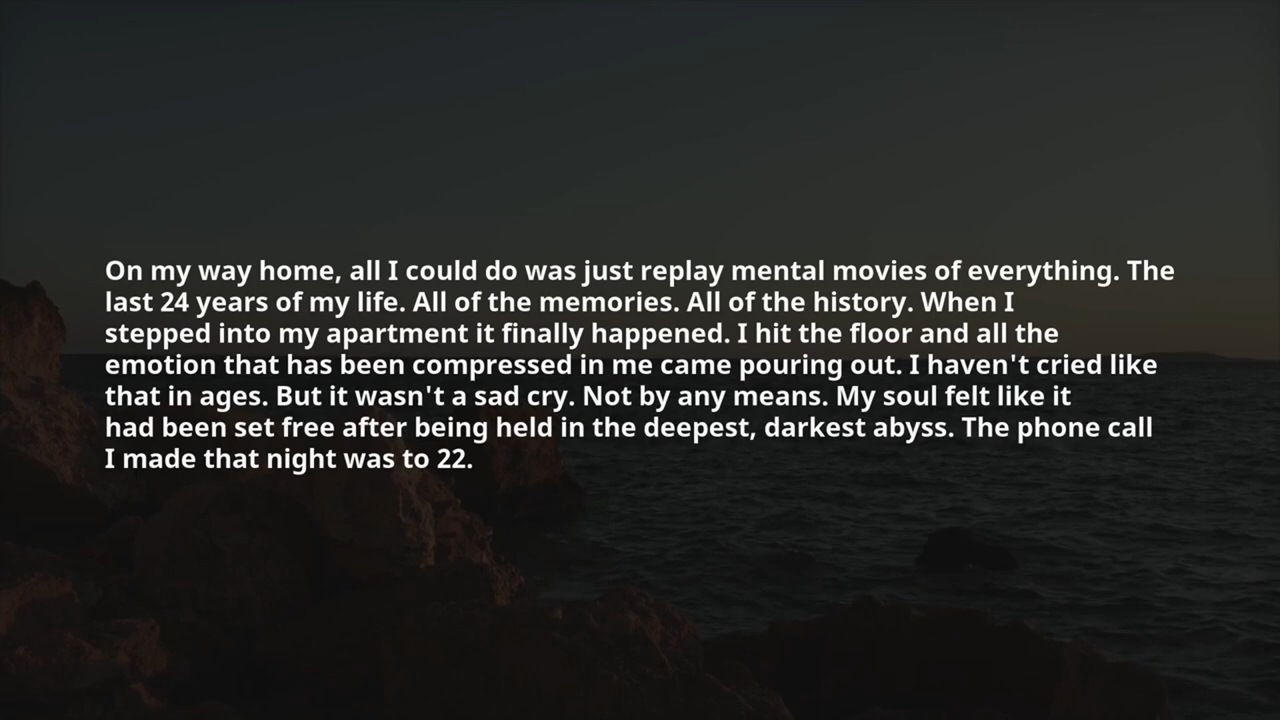 On my way home, all I could do was just replay mental movies of everything. The
last 24 years of my life. All of the memories. All of the history. When I
stepped into my apartment it finally happened. I hit the floor and all the
emotion that has been compressed in me came pouring out. I haven't cried like
that in ages. But it wasn't a sad cry. Not by any means. My soul felt like it
had been set free after being held in the deepest, darkest abyss. The phone call
I made that night was to 22.